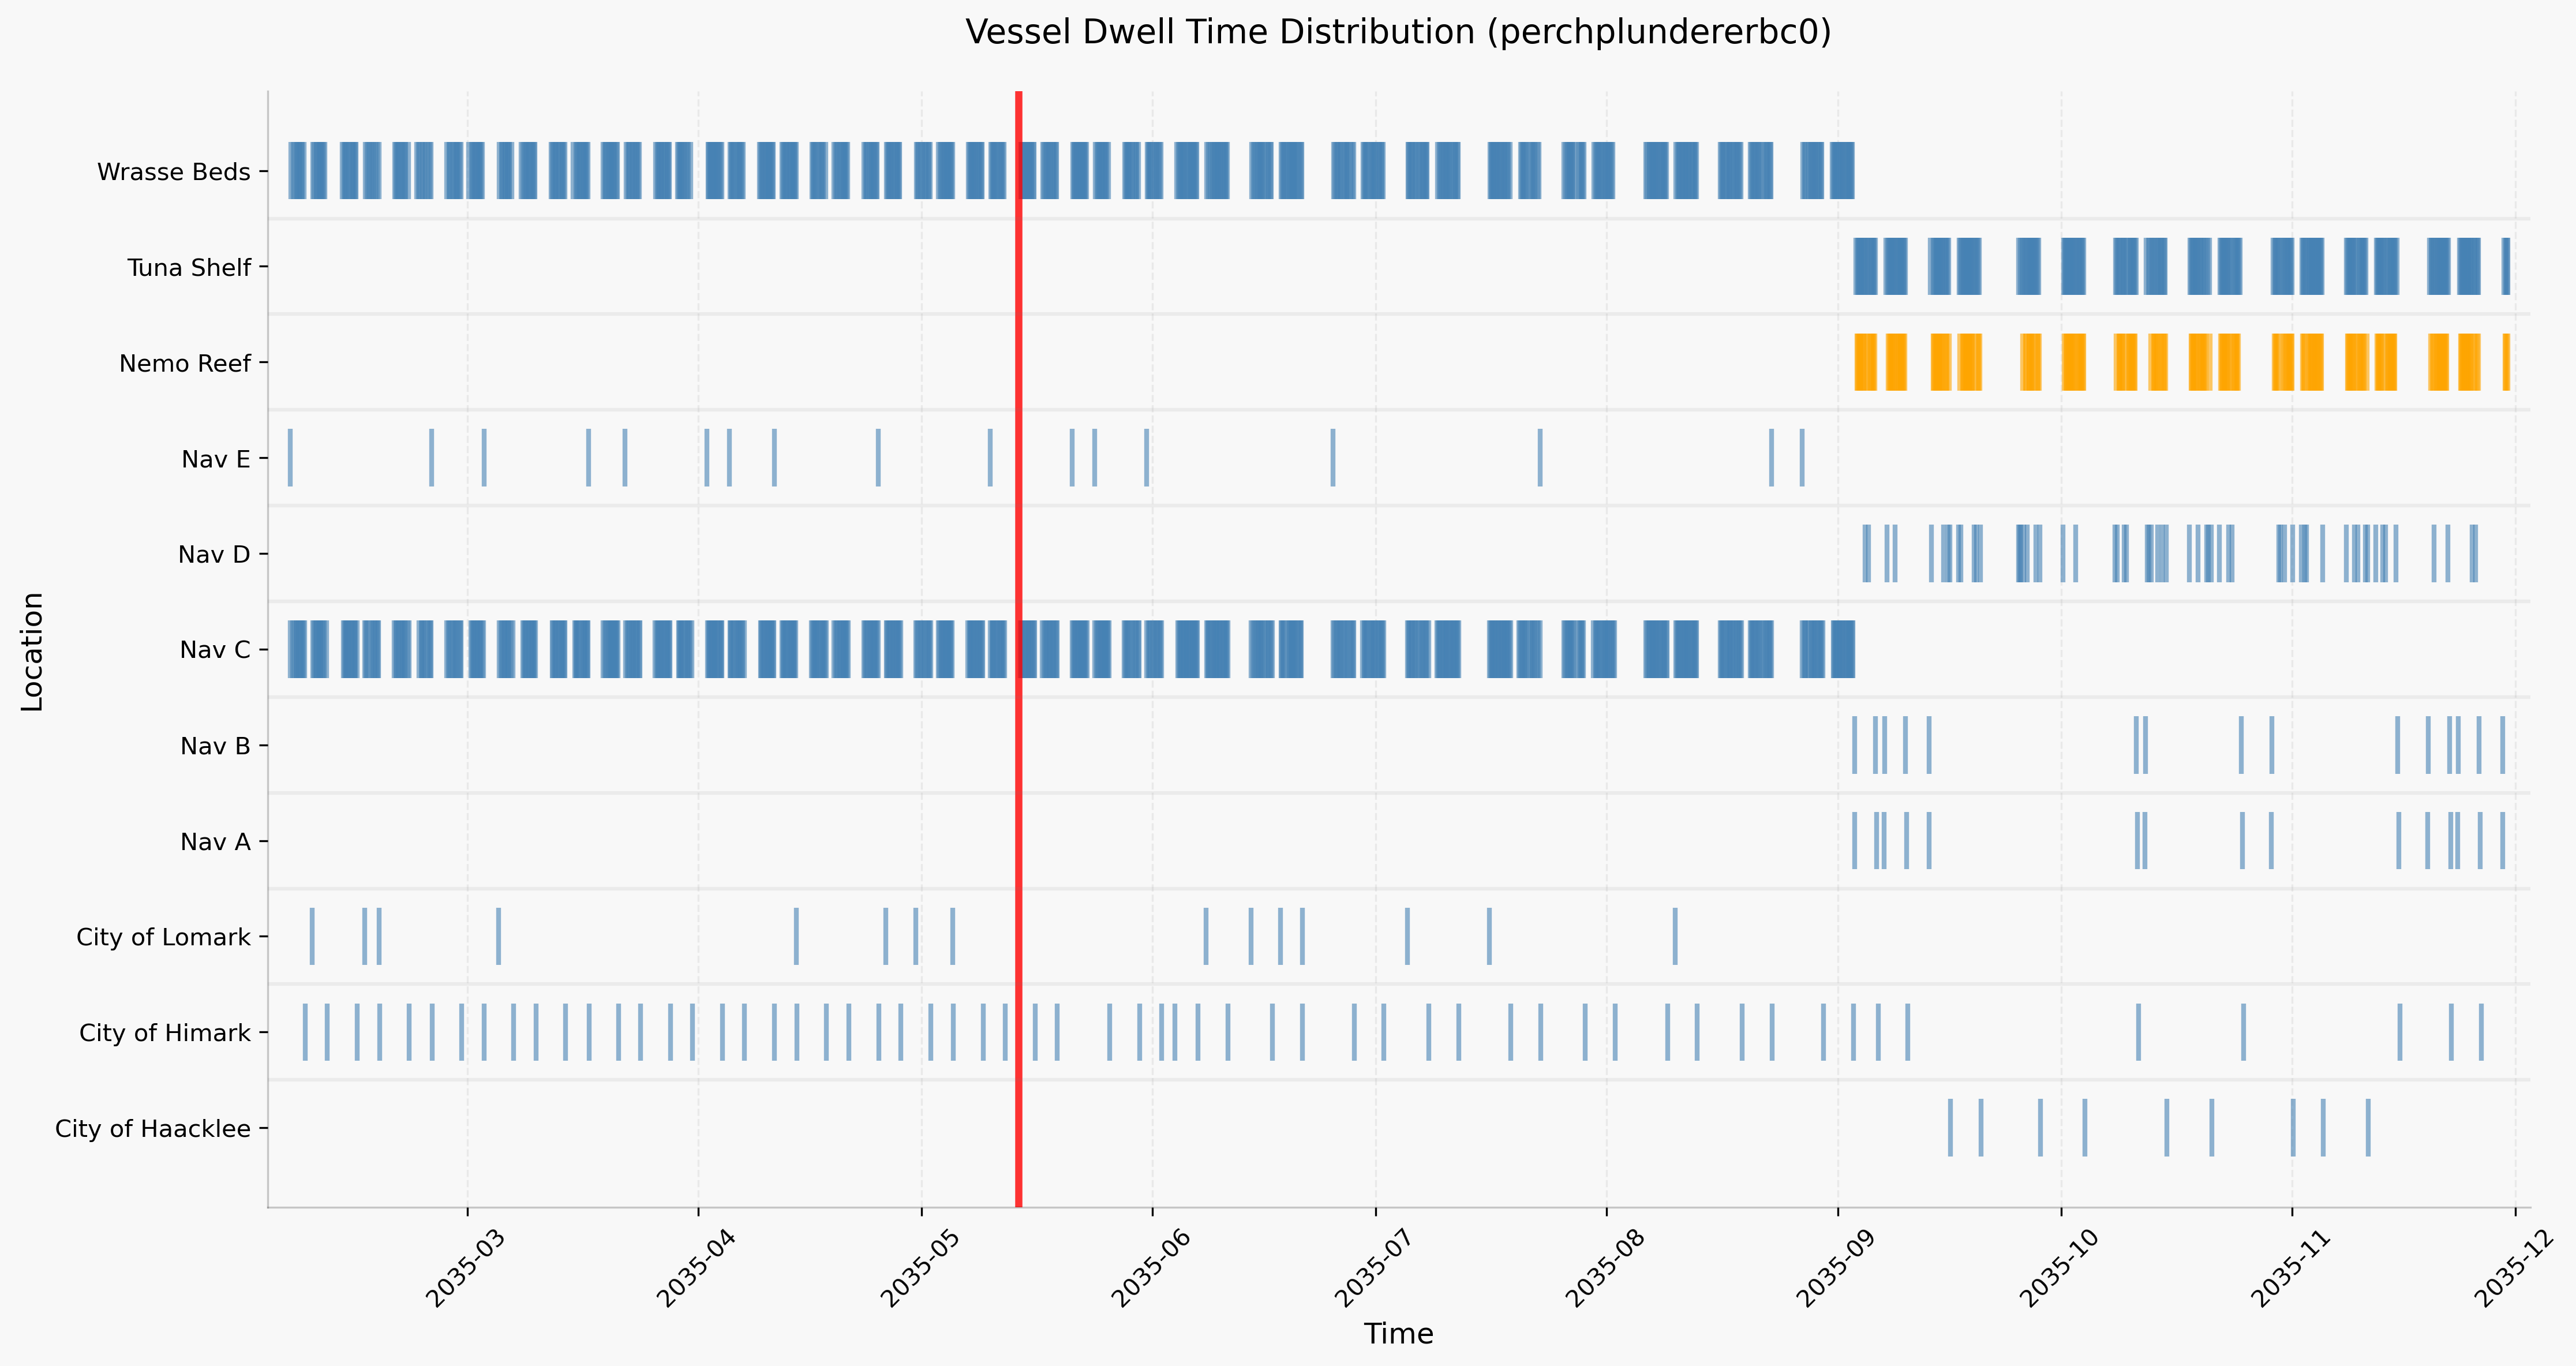 Vessel Dwell Time Distribution (perchplundererbc0)
Wrasse Beds
Tuna Shelf
Nemo Reef
Nav E
Nav D
Nav C
Nav B
Nav A
City of Lomark
City of Himark
City of Haacklee
Location
2035-03
2035-04
2035-05
2035-06
2035-07
2035-08
2035-09
2035-10
2035-11
2035-12
Time